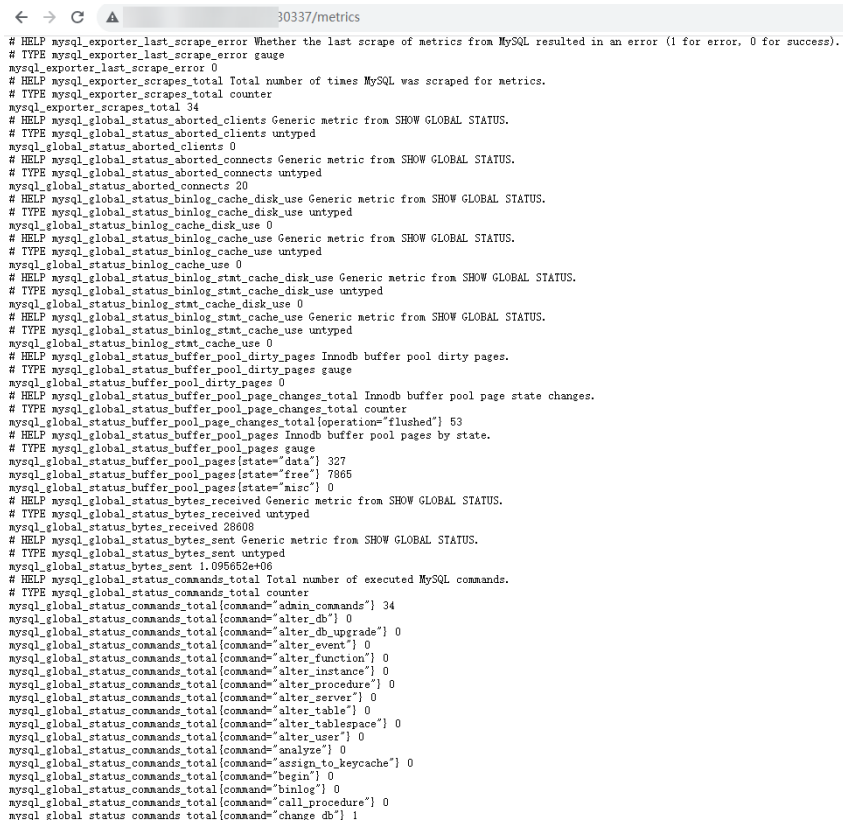 30337/metrics
# HELP mysql_exporter_last_scrape_error Whether the last scrape of metrics from MySQL resulted in an error (1 for error, 0 for success).
# TYPE mysql_exporter_last_scrape_error gauge
mysql_exporter_last_scrape_error 0
# HELP mysql_exporter_scrapes_total Total number of times MySQL was scraped for metrics.
# TYPE mysql_exporter_scrapes_total counter
mysql_exporter_scrapes_total 34
# HELP mysql_global_status_aborted_clients Generic metric from SHOW GLOBAL STATUS.
# TYPE mysql_global_status_aborted_clients untyped
mysql_global_status_aborted_clients 0
# HELP mysql_global_status_aborted_connects Generic metric from SHOW GLOBAL STATUS.
# TYPE mysql_global_status_aborted_connects untyped
mysql_global_status_aborted_connects 20
# HELP mysql_global_status_binlog_cache_disk_use Generic metric from SHOW GLOBAL STATUS.
# TYPE mysql_global_status_binlog_cache_disk_use untyped
mysql_global_status_binlog_cache_disk_use 0
# HELP mysql_global_status_binlog_cache_use Generic metric from SHOW GLOBAL STATUS.
# TYPE mysql_global_status_binlog_cache_use untyped
mysql_global_status_binlog_cache_use 0
# HELP mysql_global_status_binlog_stmt_cache_disk_use Generic metric from SHOW GLOBAL STATUS.
# TYPE mysql_global_status_binlog_stmt_cache_disk_use untyped
mysql_global_status_binlog_stmt_cache_disk_use 0
# HELP mysql_global_status_binlog_stmt_cache_use Generic metric from SHOW GLOBAL STATUS.
# TYPE mysql_global_status_binlog_stmt_cache_use untyped
mysql_global_status_binlog_stmt_cache_use 0
# HELP mysql_global_status_buffer_pool_dirty_pages Innodb buffer pool dirty pages.
# TYPE mysql_global_status_buffer_pool_dirty_pages gauge
mysql_global_status_buffer_pool_dirty_pages 0
# HELP mysql_global_status_buffer_pool_page_changes_total Innodb buffer pool page state changes.
# TYPE mysql_global_status_buffer_pool_page_changes_total counter
mysql_global_status_buffer_pool_page_changes_total{operation="flushed"} 53
# HELP mysql_global_status_buffer_pool_pages Innodb buffer pool pages by state.
# TYPE mysql_global_status_buffer_pool_pages gauge
mysql_global_status_buffer_pool_pages{state="data"} 327
mysql_global_status_buffer_pool_pages{state="free"} 7865
mysql_global_status_buffer_pool_pages{state="misc"} 0
# HELP mysql_global_status_bytes_received Generic metric from SHOW GLOBAL STATUS.
# TYPE mysql_global_status_bytes_received untyped
mysql_global_status_bytes_received 28608
# HELP mysql_global_status_bytes_sent Generic metric from SHOW GLOBAL STATUS.
# TYPE mysql_global_status_bytes_sent untyped
mysql_global_status_bytes_sent 1.095652e+06
# HELP mysql_global_status_commands_total Total number of executed MySQL commands.
# TYPE mysql_global_status_commands_total counter
mysql_global_status_commands_total{command="admin_commands"} 34
mysql_global_status_commands_total{command="alter_db"} 0
mysql_global_status_commands_total{command="alter_db_upgrade"} 0
mysql_global_status_commands_total{command="alter_event"} 0
mysql_global_status_commands_total{command="alter_function"} 0
mysql_global_status_commands_total{command="alter_instance"} 0
mysql_global_status_commands_total{command="alter_procedure"} 0
mysql_global_status_commands_total{command="alter_server"} 0
mysql_global_status_commands_total{command="alter_table"} 0
mysql_global_status_commands_total{command="alter_tablespace"} 0
mysql_global_status_commands_total{command="alter_user"} 0
mysql_global_status_commands_total{command="analyze"} 0
mysql_global_status_commands_total{command="assign_to_keycache"} 0
mysql_global_status_commands_total{command="begin"} 0
mysql_global_status_commands_total{command="binlog"} 0
mysql_global_status_commands_total{command="call_procedure"} 0
mysql_global_status_commands_total{command="change_db"} 1